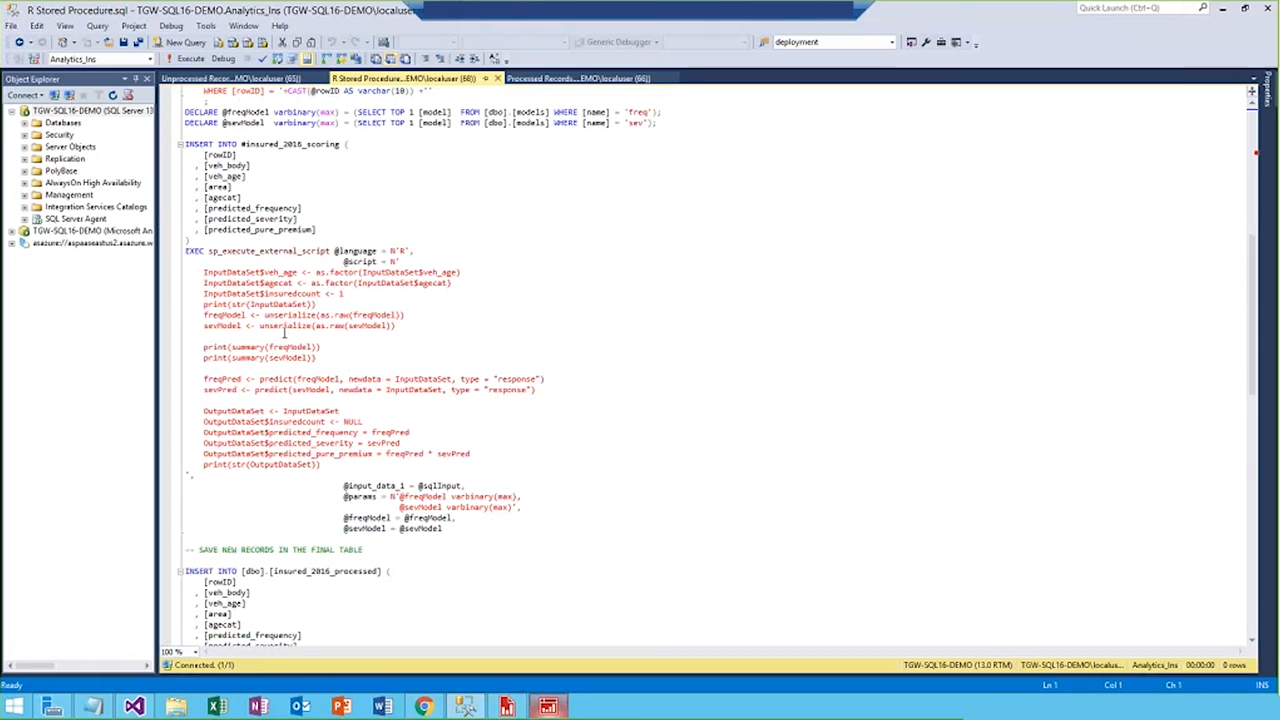 R Stored Procedure.sql - TGW-SQL16-DEMO.Analytics_Ins (TGW-SQL16-DEMO\localuse
Quick Launch (Ctrl+Q)
File Edit View Query Project Debug Tools Window Help
New Query Generic Debugger deployment
Analytics_Ins Execute Debug
Object Explorer
Unprocessed Recor...MO\localuser (65))
R Stored Procedure...EMO\localuser (68))
Processed Records...EMO\localuser (66))
Properties
Connect
TGW-SQL16-DEMO (SQL Server 13
Databases
Security
Server Objects
Replication
PolyBase
AlwaysOn High Availability
Management
Integration Services Catalogs
SQL Server Agent
TGW-SQL16-DEMO (Microsoft An
asazure://aspaaseastus2.asazure.w
WHERE [rowID] = '+CAST(@rowID AS varchar(10)) +''
;
DECLARE @freqModel varbinary(max) = (SELECT TOP 1 [model] FROM [dbo].[models] WHERE [name] = 'freq');
DECLARE @sevModel varbinary(max) = (SELECT TOP 1 [model] FROM [dbo].[models] WHERE [name] = 'sev');
INSERT INTO #insured_2016_scoring (
[rowID]
, [veh_body]
, [veh_age]
, [area]
, [agecat]
, [predicted_frequency]
, [predicted_severity]
, [predicted_pure_premium]
)
EXEC sp_execute_external_script @language = N'R',
@script = N'
InputDataSet$veh_age <- as.factor(InputDataSet$veh_age)
InputDataSet$agecat <- as.factor(InputDataSet$agecat)
InputDataSet$insuredcount <- 1
print(str(InputDataSet))
freqModel <- unserialize(as.raw(freqModel))
sevModel <- unserialize(as.raw(sevModel))
print(summary(freqModel))
print(summary(sevModel))
freqPred <- predict(freqModel, newdata = InputDataSet, type = "response")
sevPred <- predict(sevModel, newdata = InputDataSet, type = "response")
OutputDataSet <- InputDataSet
OutputDataSet$insuredcount <- NULL
OutputDataSet$predicted_frequency = freqPred
OutputDataSet$predicted_severity = sevPred
OutputDataSet$predicted_pure_premium = freqPred * sevPred
print(str(OutputDataSet))
',
@input_data_1 = @sqlInput,
@params = N'@freqModel varbinary(max),
@sevModel varbinary(max)',
@freqModel = @freqModel,
@sevModel = @sevModel
-- SAVE NEW RECORDS IN THE FINAL TABLE
INSERT INTO [dbo].[insured_2016_processed] (
[rowID]
, [veh_body]
, [veh_age]
, [area]
, [agecat]
, [predicted_frequency]
100 %
Connected. (1/1)
TGW-SQL16-DEMO (13.0 RTM) TGW-SQL16-DEMO\localus... Analytics_Ins 00:00:00 0 rows
Ready Ln 1 Col 1 Ch 1 INS